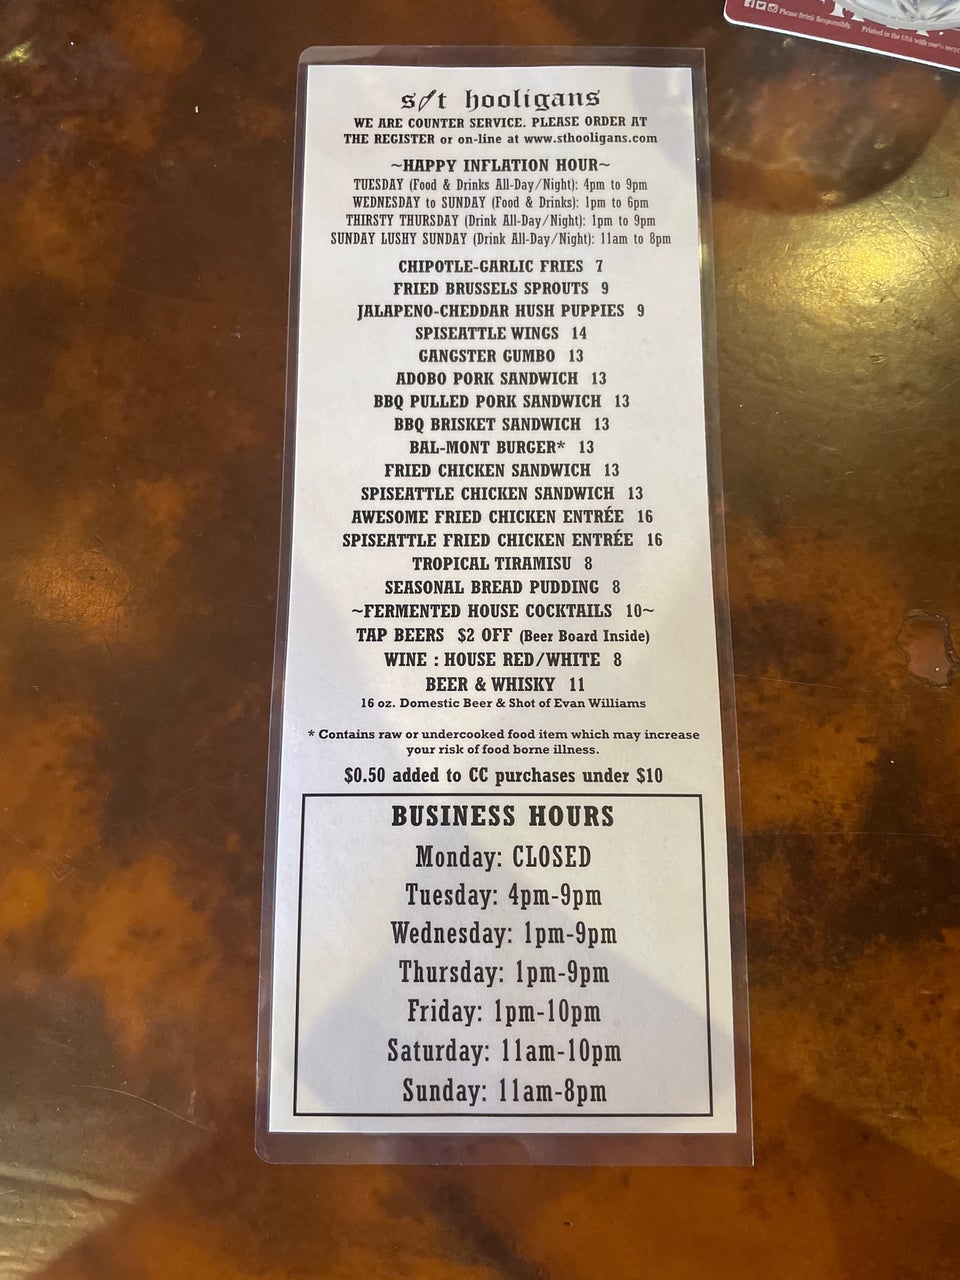 Please Drink Responsibly.
Printed in the USA with 100%
st hooligans
WE ARE COUNTER SERVICE. PLEASE ORDER AT
THE REGISTER or on-line at www.sthooligans.com
~HAPPY INFLATION HOUR~
TUESDAY (Food & Drinks All-Day/Night): 4pm to 9pm
WEDNESDAY to SUNDAY (Food & Drinks): 1pm to 6pm
THIRSTY THURSDAY (Drink All-Day/Night): 1pm to 9pm
SUNDAY LUSHY SUNDAY (Drink All-Day/Night): 11am to 8pm
CHIPOTLE-GARLIC FRIES 7
FRIED BRUSSELS SPROUTS 9
JALAPENO-CHEDDAR HUSH PUPPIES 9
SPISEATTLE WINGS 14
GANGSTER GUMBO 13
ADOBO PORK SANDWICH 13
BBQ PULLED PORK SANDWICH 13
BBQ BRISKET SANDWICH 13
BAL-MONT BURGER* 13
FRIED CHICKEN SANDWICH 13
SPISEATTLE CHICKEN SANDWICH 13
AWESOME FRIED CHICKEN ENTRÉE 16
SPISEATTLE FRIED CHICKEN ENTRÉE 16
TROPICAL TIRAMISU 8
SEASONAL BREAD PUDDING 8
~FERMENTED HOUSE COCKTAILS 10~
TAP BEERS $2 OFF (Beer Board Inside)
WINE : HOUSE RED/WHITE 8
BEER & WHISKY 11
16 oz. Domestic Beer & Shot of Evan Williams
* Contains raw or undercooked food item which may increase
your risk of food borne illness.
$0.50 added to CC purchases under $10
BUSINESS HOURS
Monday: CLOSED
Tuesday: 4pm-9pm
Wednesday: 1pm-9pm
Thursday: 1pm-9pm
Friday: 1pm-10pm
Saturday: 11am-10pm
Sunday: 11am-8pm